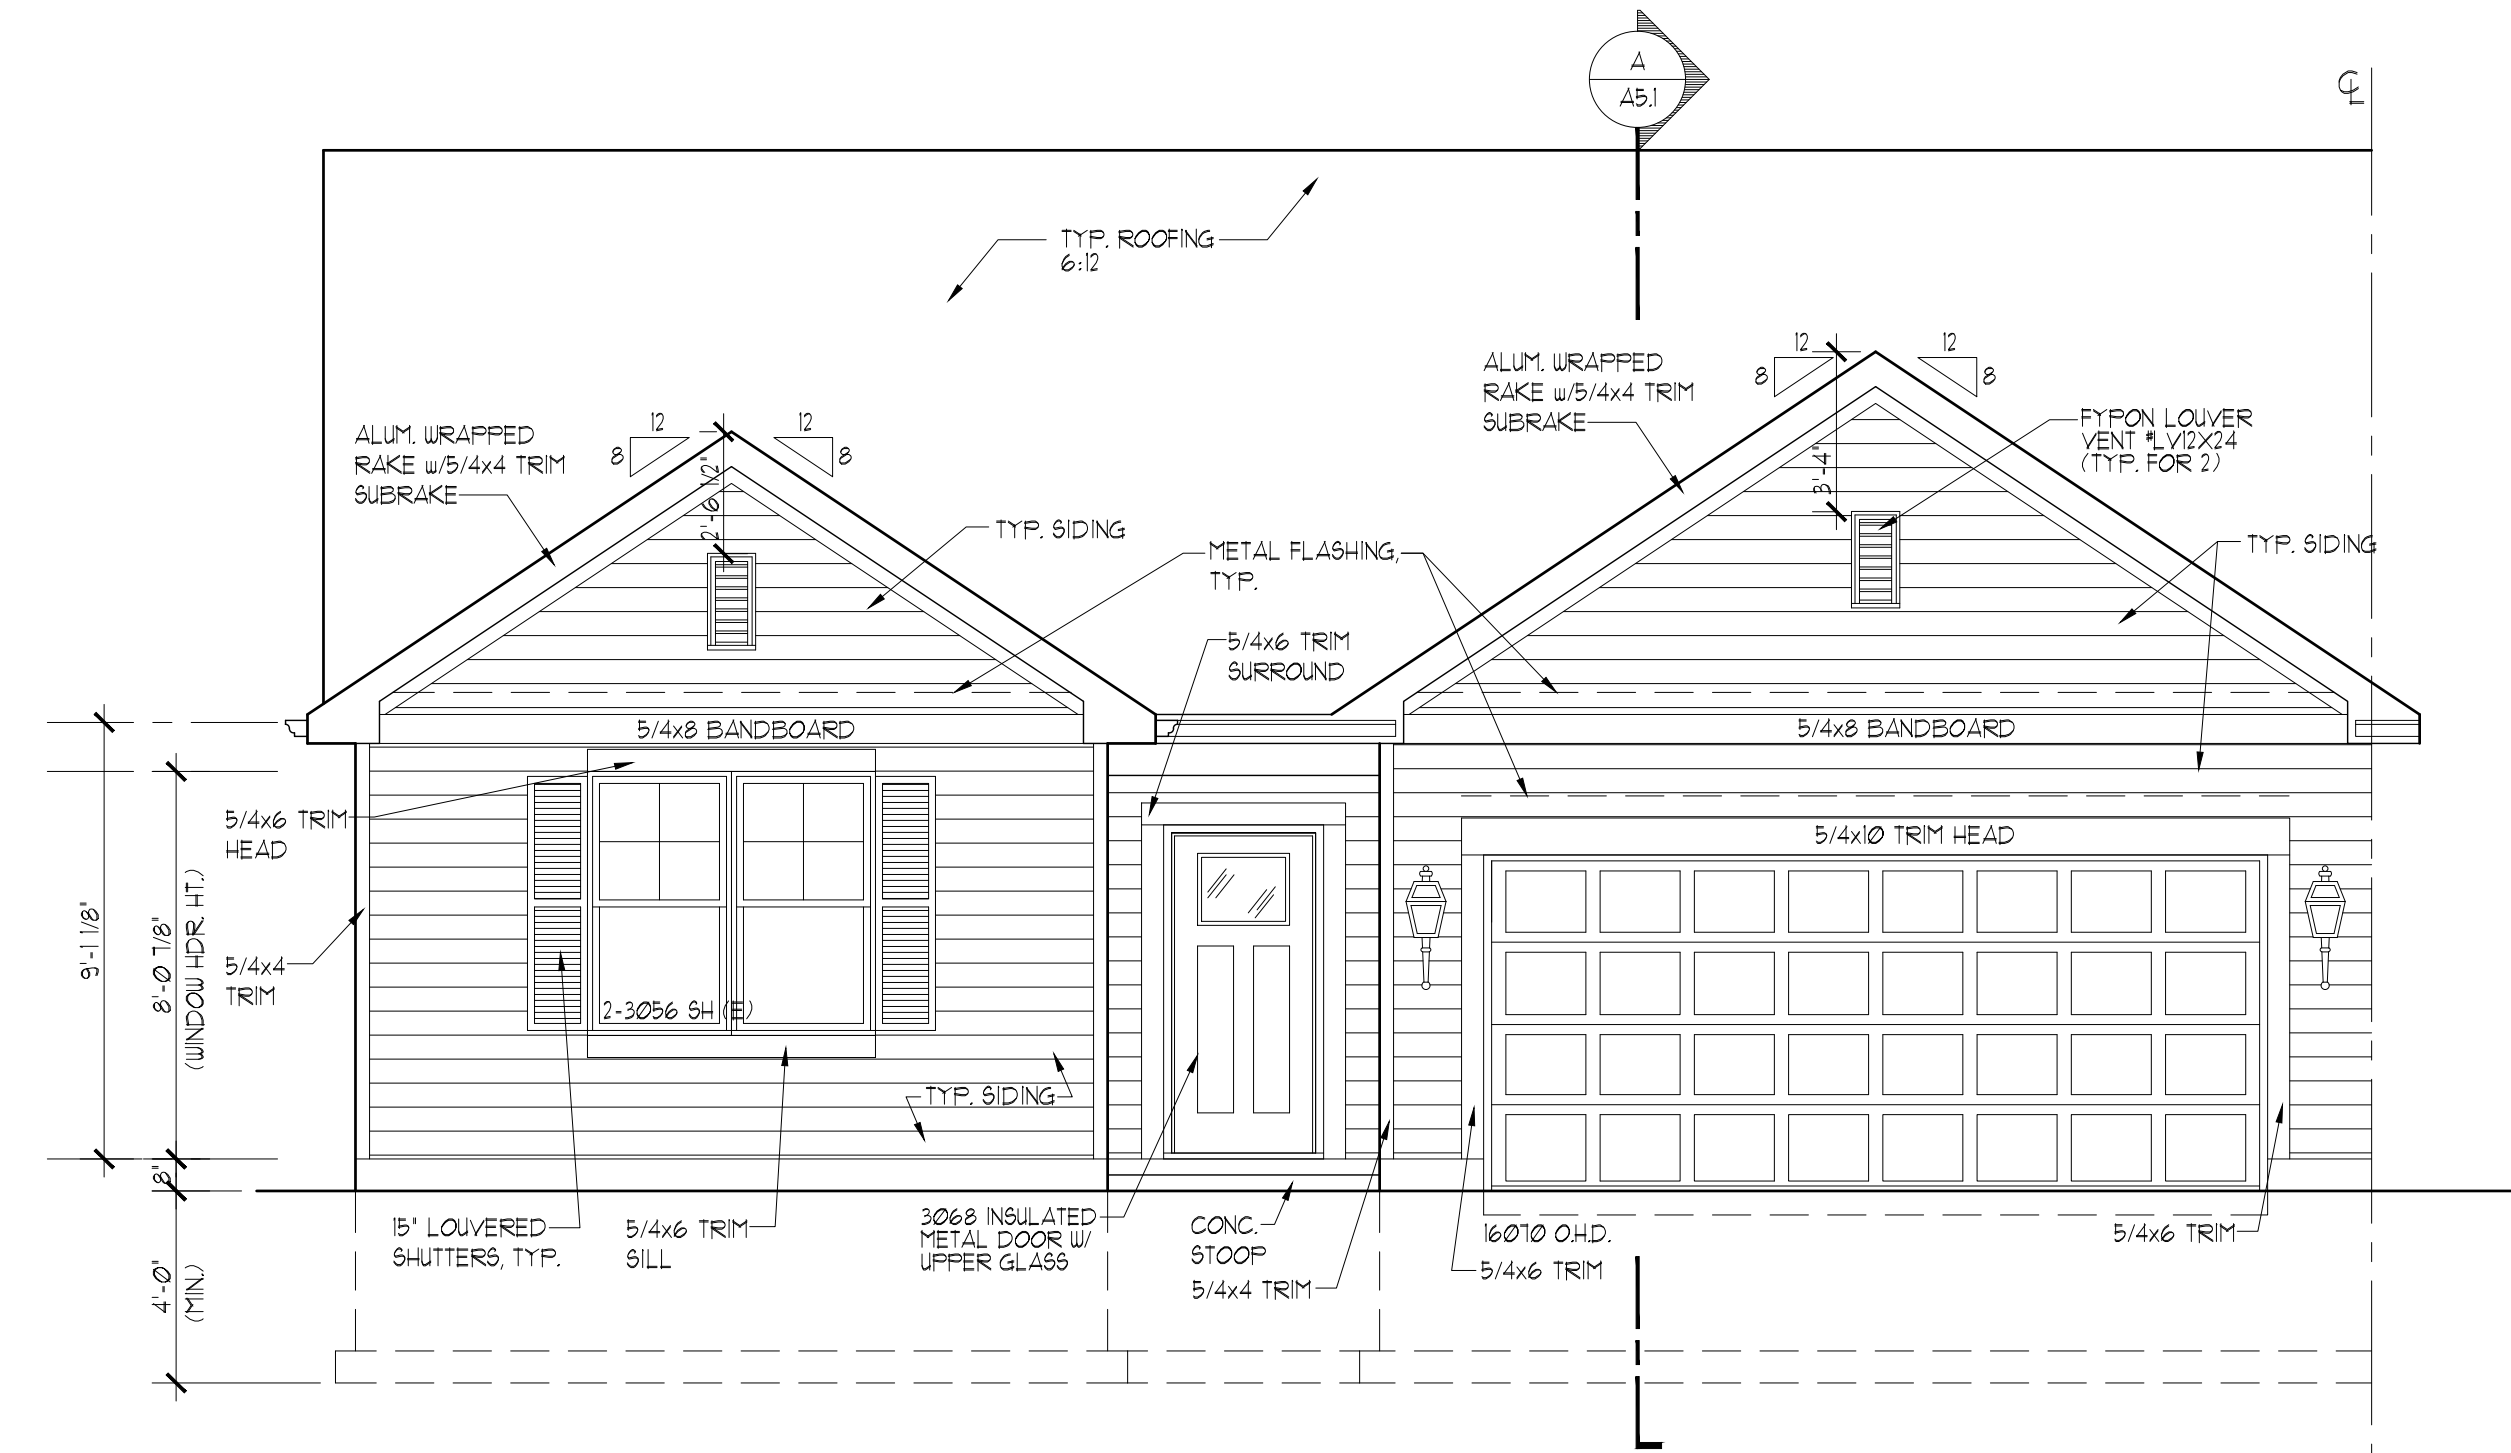 A
A5.1
C
L
TYP. ROOFING
6:12
12
8
12
8
ALUM. WRAPPED
RAKE w/5/4x4 TRIM
SUBRAKE
3'-4"
FYPON LOUVER
VENT #LV12X24
(TYP. FOR 2)
12
8
12
8
ALUM. WRAPPED
RAKE w/5/4x4 TRIM
SUBRAKE
2'-6 1/2"
TYP. SIDING
METAL FLASHING,
TYP.
TYP. SIDING
5/4x6 TRIM
SURROUND
5/4x8 BANDBOARD
5/4x8 BANDBOARD
5/4x6 TRIM
HEAD
5/4x10 TRIM HEAD
9'-1 1/8"
8'-0 7/8"
(WINDOW HDR. HT.)
5/4x4
TRIM
2-3056 SH (E)
TYP. SIDING
8"
15" LOUVERED
SHUTTERS, TYP.
5/4x6 TRIM
SILL
3068 INSULATED
METAL DOOR W/
UPPER GLASS
CONC.
STOOP
5/4x4 TRIM
16070 O.H.D.
5/4x6 TRIM
5/4x6 TRIM
4'-0"
(MIN.)